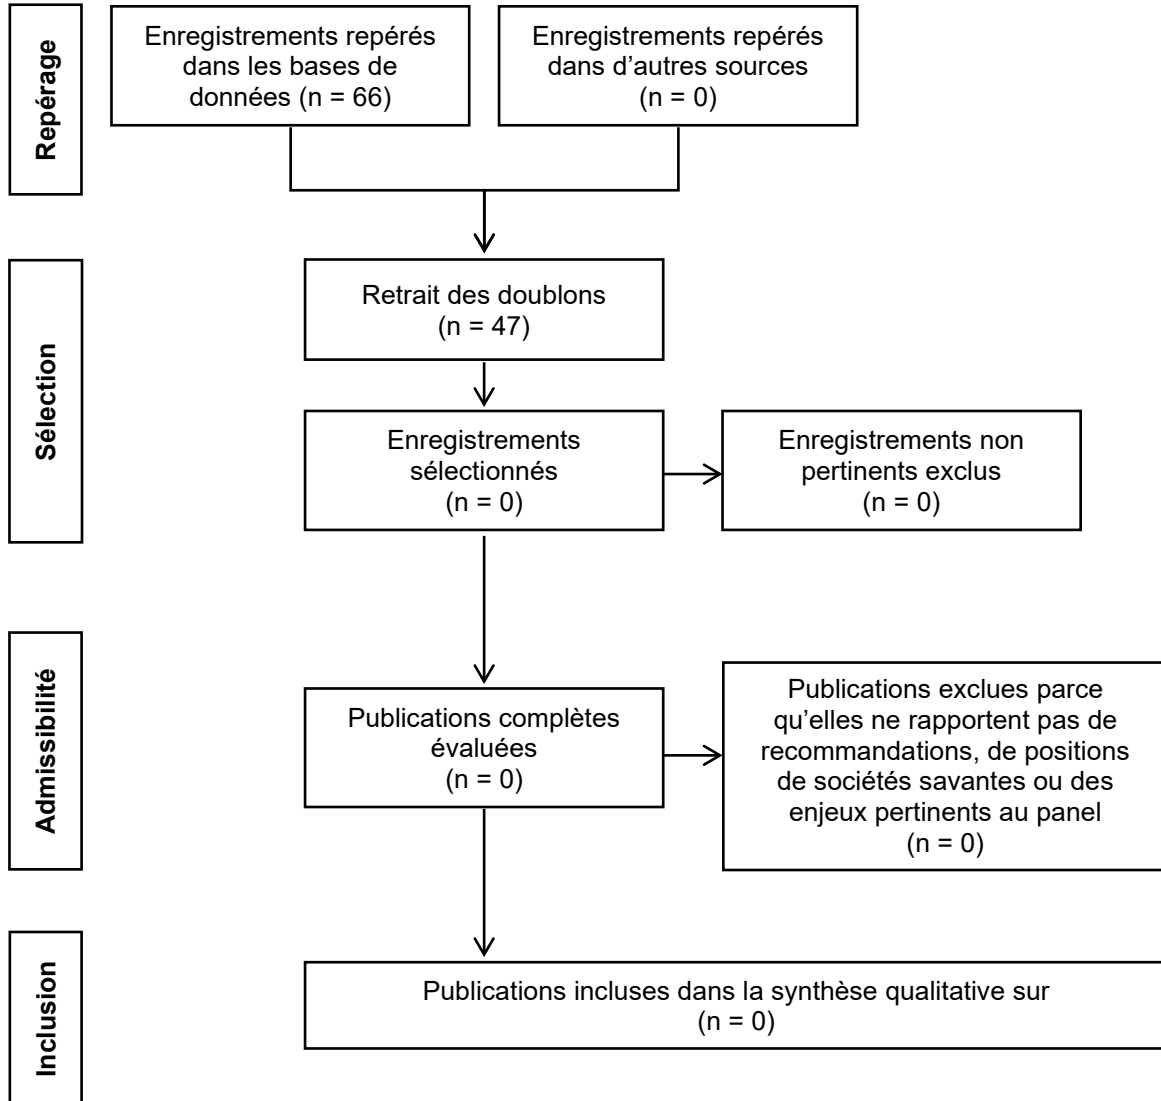 Repérage
Enregistrements repérés
dans les bases de
données (n = 66)
Enregistrements repérés
dans d’autres sources
(n = 0)
Sélection
Retrait des doublons
(n = 47)
Enregistrements
sélectionnés
(n = 0)
Enregistrements non
pertinents exclus
(n = 0)
Admissibilité
Publications complètes
évaluées
(n = 0)
Publications exclues parce
qu’elles ne rapportent pas de
recommandations, de positions
de sociétés savantes ou des
enjeux pertinents au panel
(n = 0)
Inclusion
Publications incluses dans la synthèse qualitative sur
(n = 0)